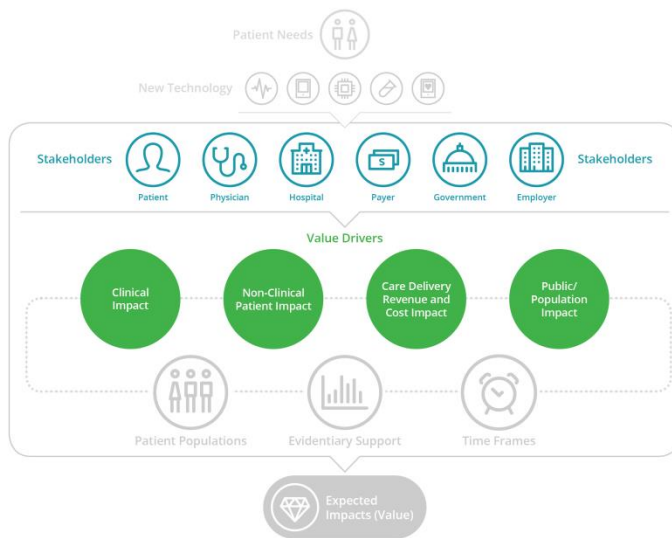 Patient Needs
New Technology
Stakeholders
Stakeholders
Patient
Physician
Hospital
$
Payer
Government
Employer
Value Drivers
Clinical
Impact
Non-Clinical
Patient Impact
Care Delivery
Revenue and
Cost Impact
Public/
Population
Impact
Patient Populations
Evidentiary Support
Time Frames
Expected
Impacts (Value)